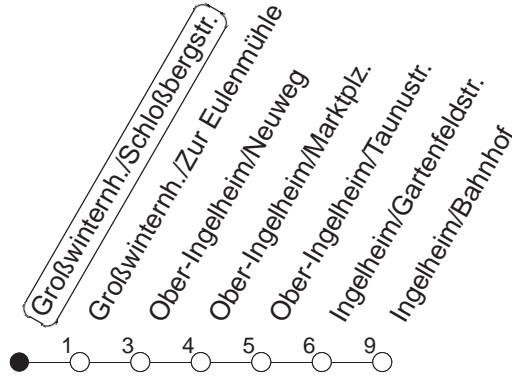 Großwinternh./Schloßbergstr.
Großwinternh./Zur Eulenmühle
Ober-Ingelheim/Neuweg
Ober-Ingelheim/Marktplz.
Ober-Ingelheim/Taunustr.
Ingelheim/Gartenfeldstr.
Ingelheim/Bahnhof
1 3 4 5 6 9